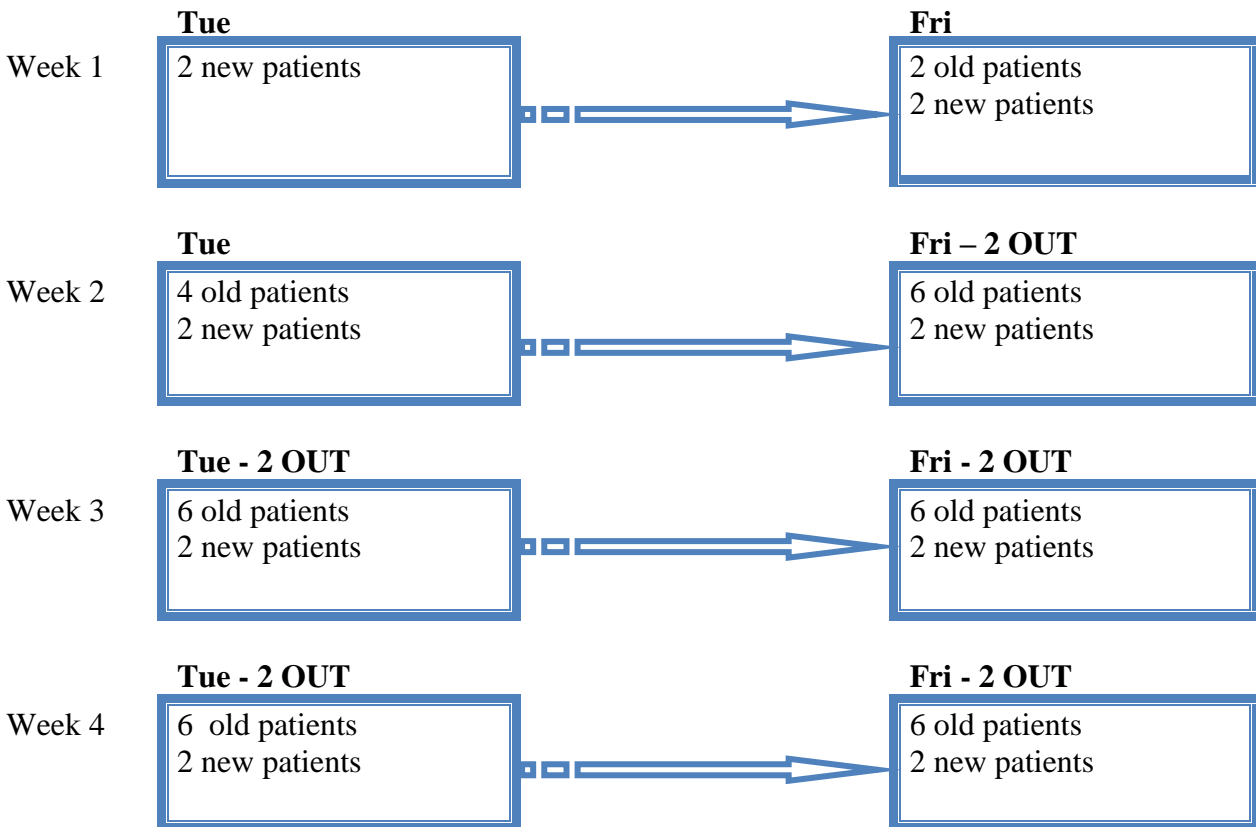 Tue Fri
Week 1 2 new patients 2 old patients
2 new patients
Tue Fri – 2 OUT
Week 2 4 old patients 6 old patients
2 new patients 2 new patients
Tue - 2 OUT Fri - 2 OUT
Week 3 6 old patients 6 old patients
2 new patients 2 new patients
Tue - 2 OUT Fri - 2 OUT
Week 4 6 old patients 6 old patients
2 new patients 2 new patients